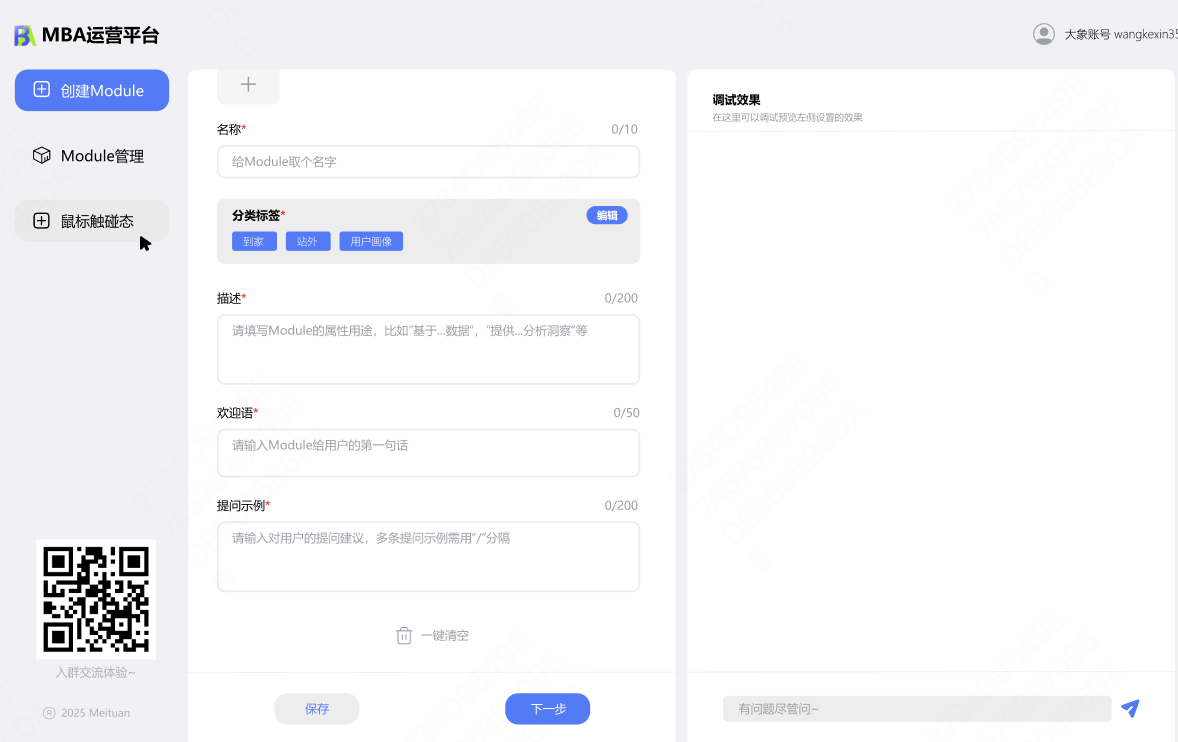 MBA运营平台
大象账号 wangkexin35
创建Module
Module管理
鼠标触碰态
入群交流体验~
® 2025 Meituan
名称* 0/10
给Module取个名字
分类标签* 编辑
到家 站外 用户画像
描述* 0/200
请填写Module的属性用途，比如“基于...数据”，“提供...分析洞察”等
欢迎语* 0/50
请输入Module给用户的第一句话
提问示例* 0/200
请输入对用户的提问建议，多条提问示例需用“/”分隔
一键清空
保存 下一步
调试效果
在这里可以调试预览左侧设置的效果
有问题尽管问~